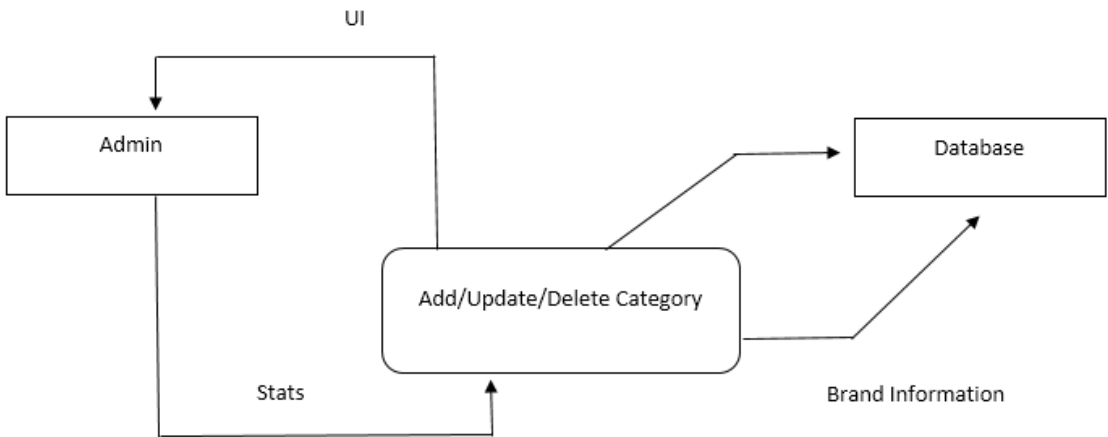 UI
Admin
Database
Add/Update/Delete Category
Stats
Brand Information